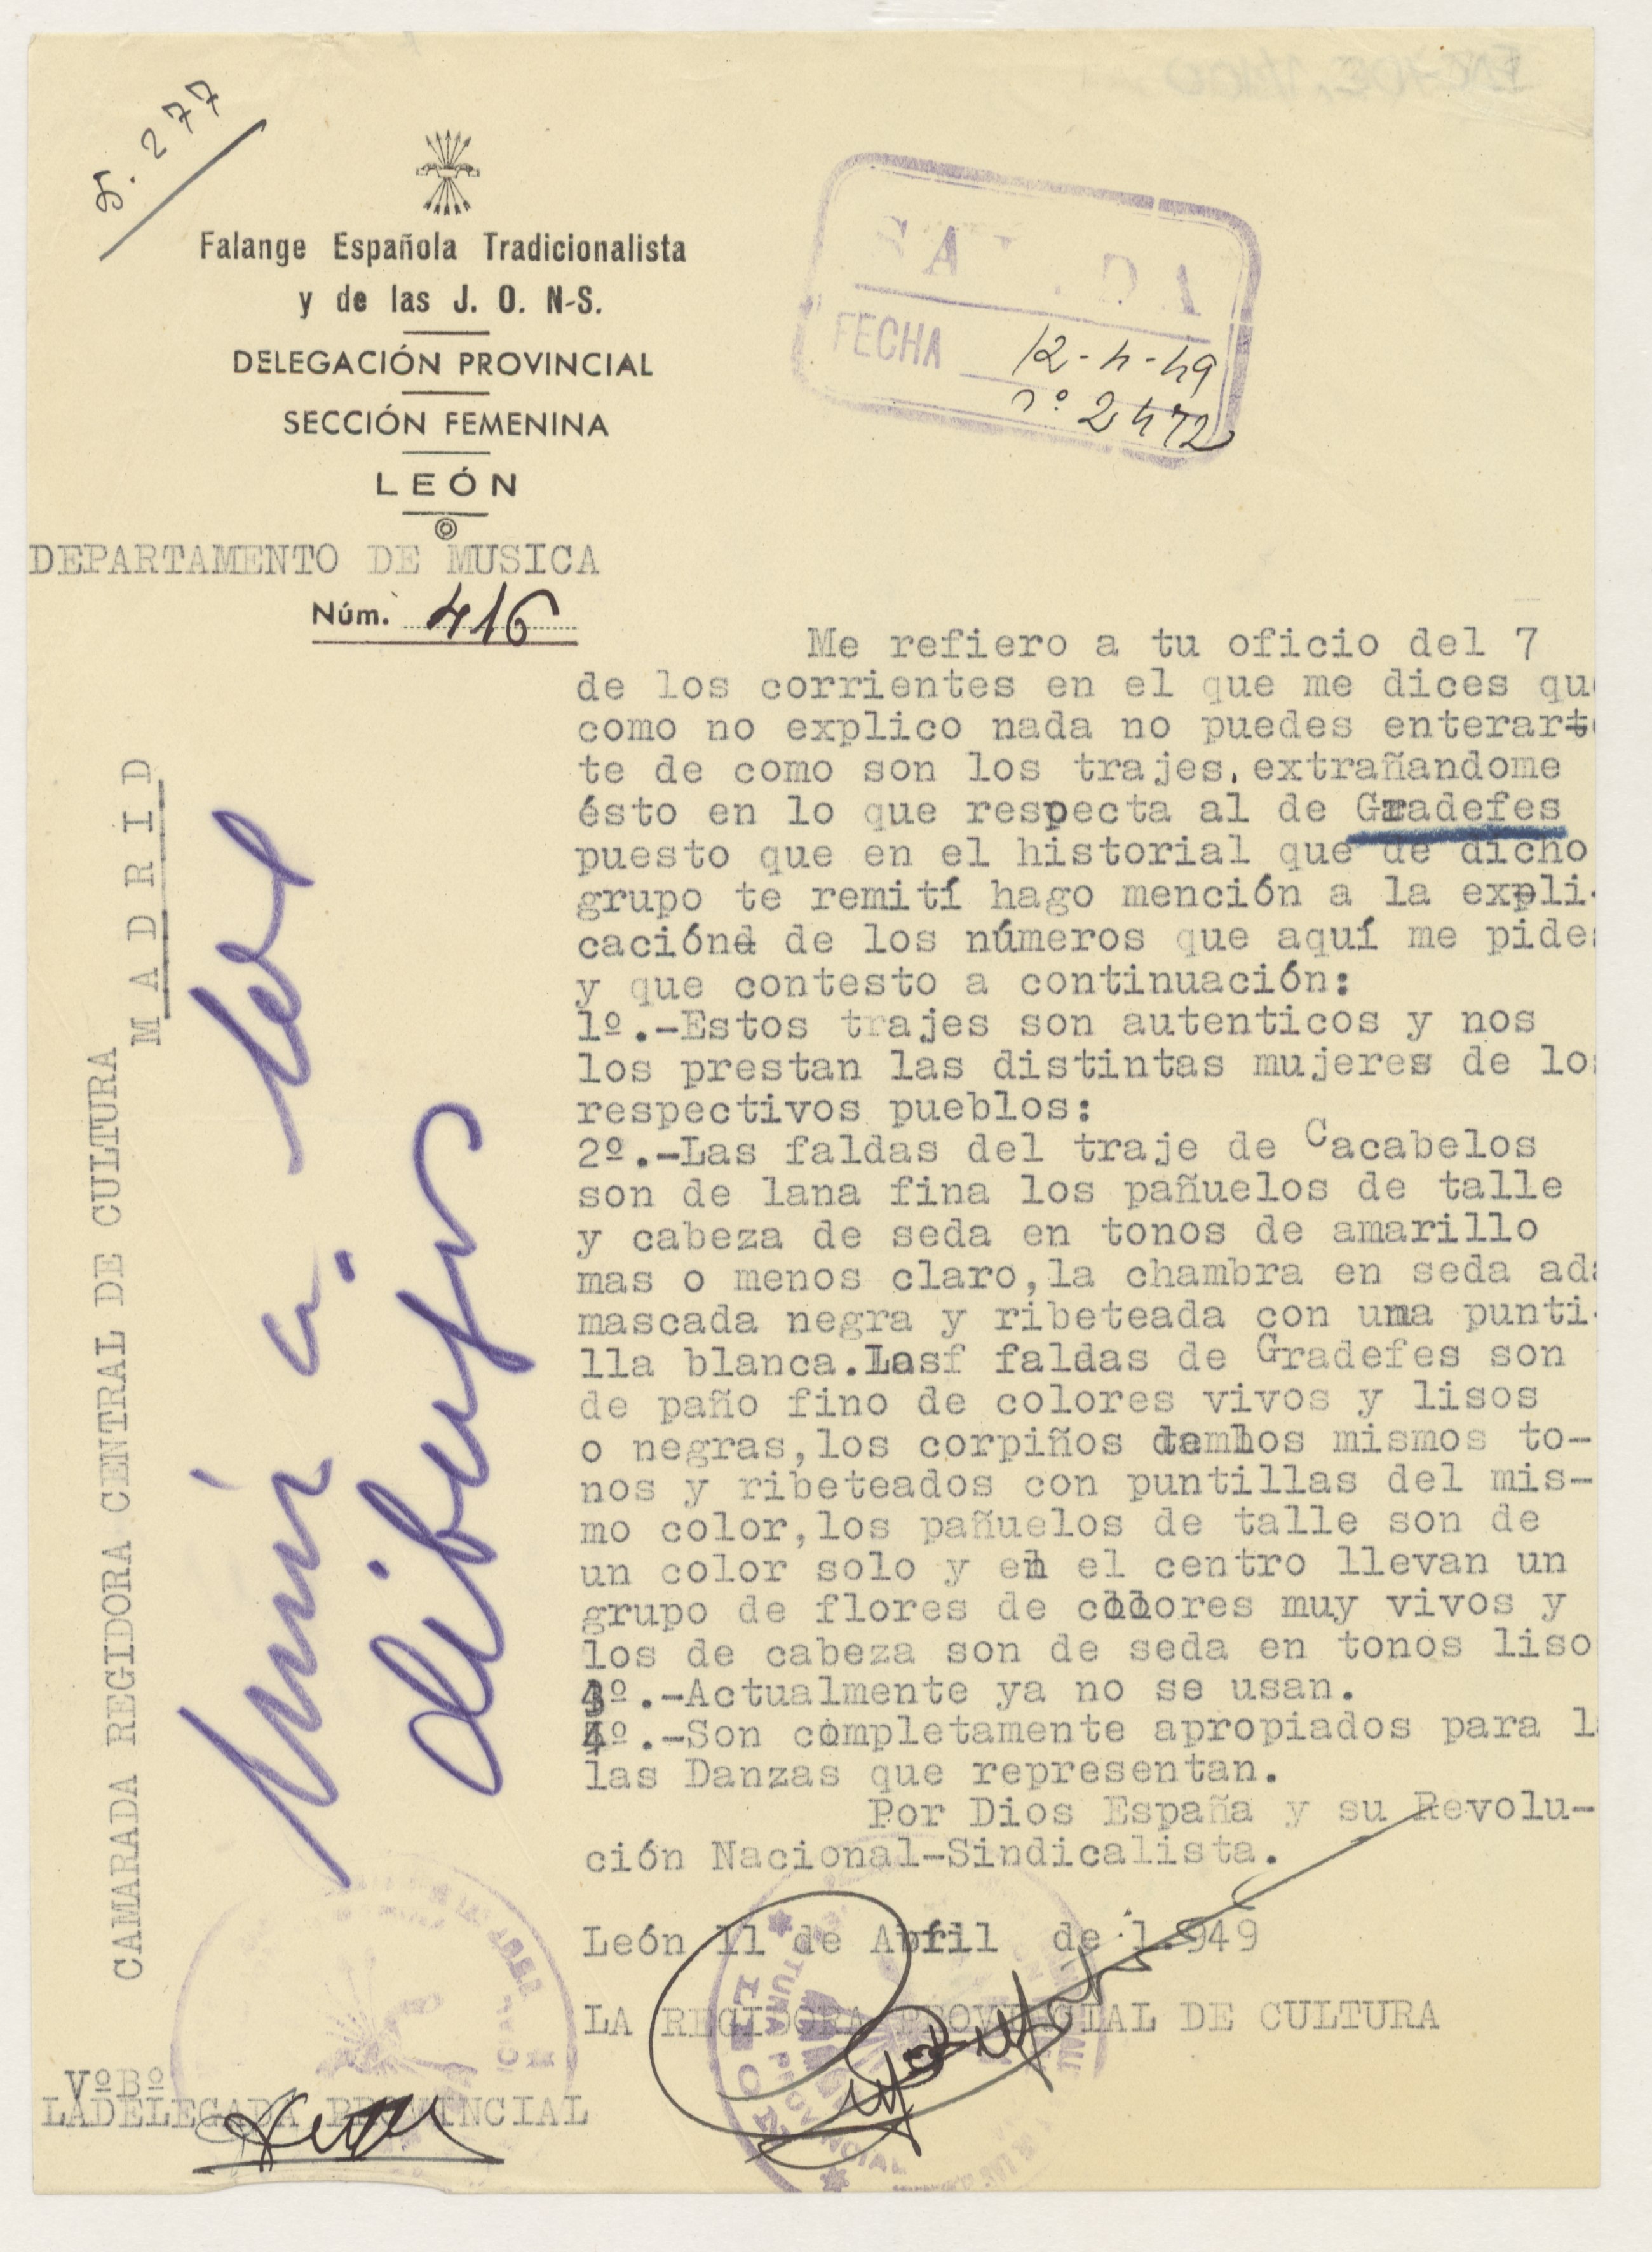 5. 277
Falange Española Tradicionalista
y de las J. O. N-S.
DELEGACIÓN PROVINCIAL
SECCIÓN FEMENINA
LEÓN
DEPARTAMENTO DE MUSICA
Núm. 416
SALIDA
FECHA 12-4-49
nº 2472
Me refiero a tu oficio del 7
de los corrientes en el que me dices que
como no explico nada no puedes enterarte
te de como son los trajes,extrañandome
ésto en lo que respecta al de Gradefes
puesto que en el historial que de dicho
grupo te remití hago mención a la expli-
caciónd de los números que aquí me pides
y que contesto a continuación:
1º.-Estos trajes son autenticos y nos
los prestan las distintas mujeres de los
respectivos pueblos:
2º.-Las faldas del traje de Cacabelos
son de lana fina los pañuelos de talle
y cabeza de seda en tonos de amarillo
mas o menos claro,la chambra en seda ada
mascada negra y ribeteada con una punti-
lla blanca.Lasf faldas de Gradefes son
de paño fino de colores vivos y lisos
o negras,los corpiños mismos to-
nos y ribeteados con puntillas del mis-
mo color,los pañuelos de talle son de
un color solo y en el centro llevan un
grupo de flores de colores muy vivos y
los de cabeza son de seda en tonos liso
3º.-Actualmente ya no se usan.
4º.-Son completamente apropiados para l
las Danzas que representan.
Por Dios España y su Revolu-
ción Nacional-Sindicalista.
León 11 de Abril de 1.949
LA REGIDORA PROVINCIAL DE CULTURA
VºBº
LADELEGADA PROVINCIAL
CAMARADA REGIDORA CENTRAL DE CULTURA
M A D R I D
los
dibujos